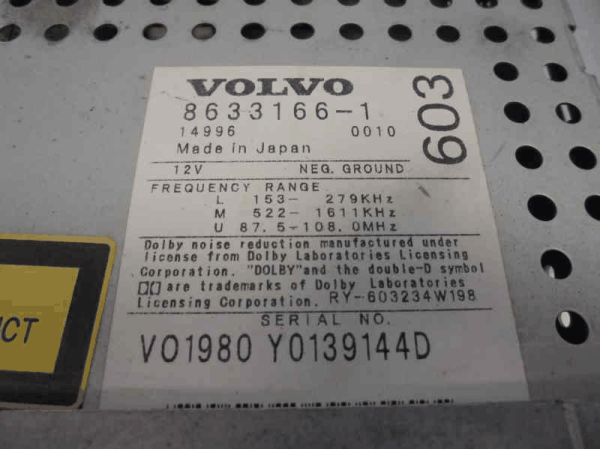 VOLVO
8633166-1
603
14996 0010
Made in Japan
12V NEG. GROUND
FREQUENCY RANGE
L 153- 279KHz
M 522- 1611KHz
U 87.5-108.0MHz
Dolby noise reduction manufactured under
license from Dolby Laboratories Licensing
Corporation. "DOLBY"and the double-D symbol
are trademarks of Dolby Laboratories
Licensing Corporation. RY-603234W198
SERIAL NO.
VO1980 Y0139144D